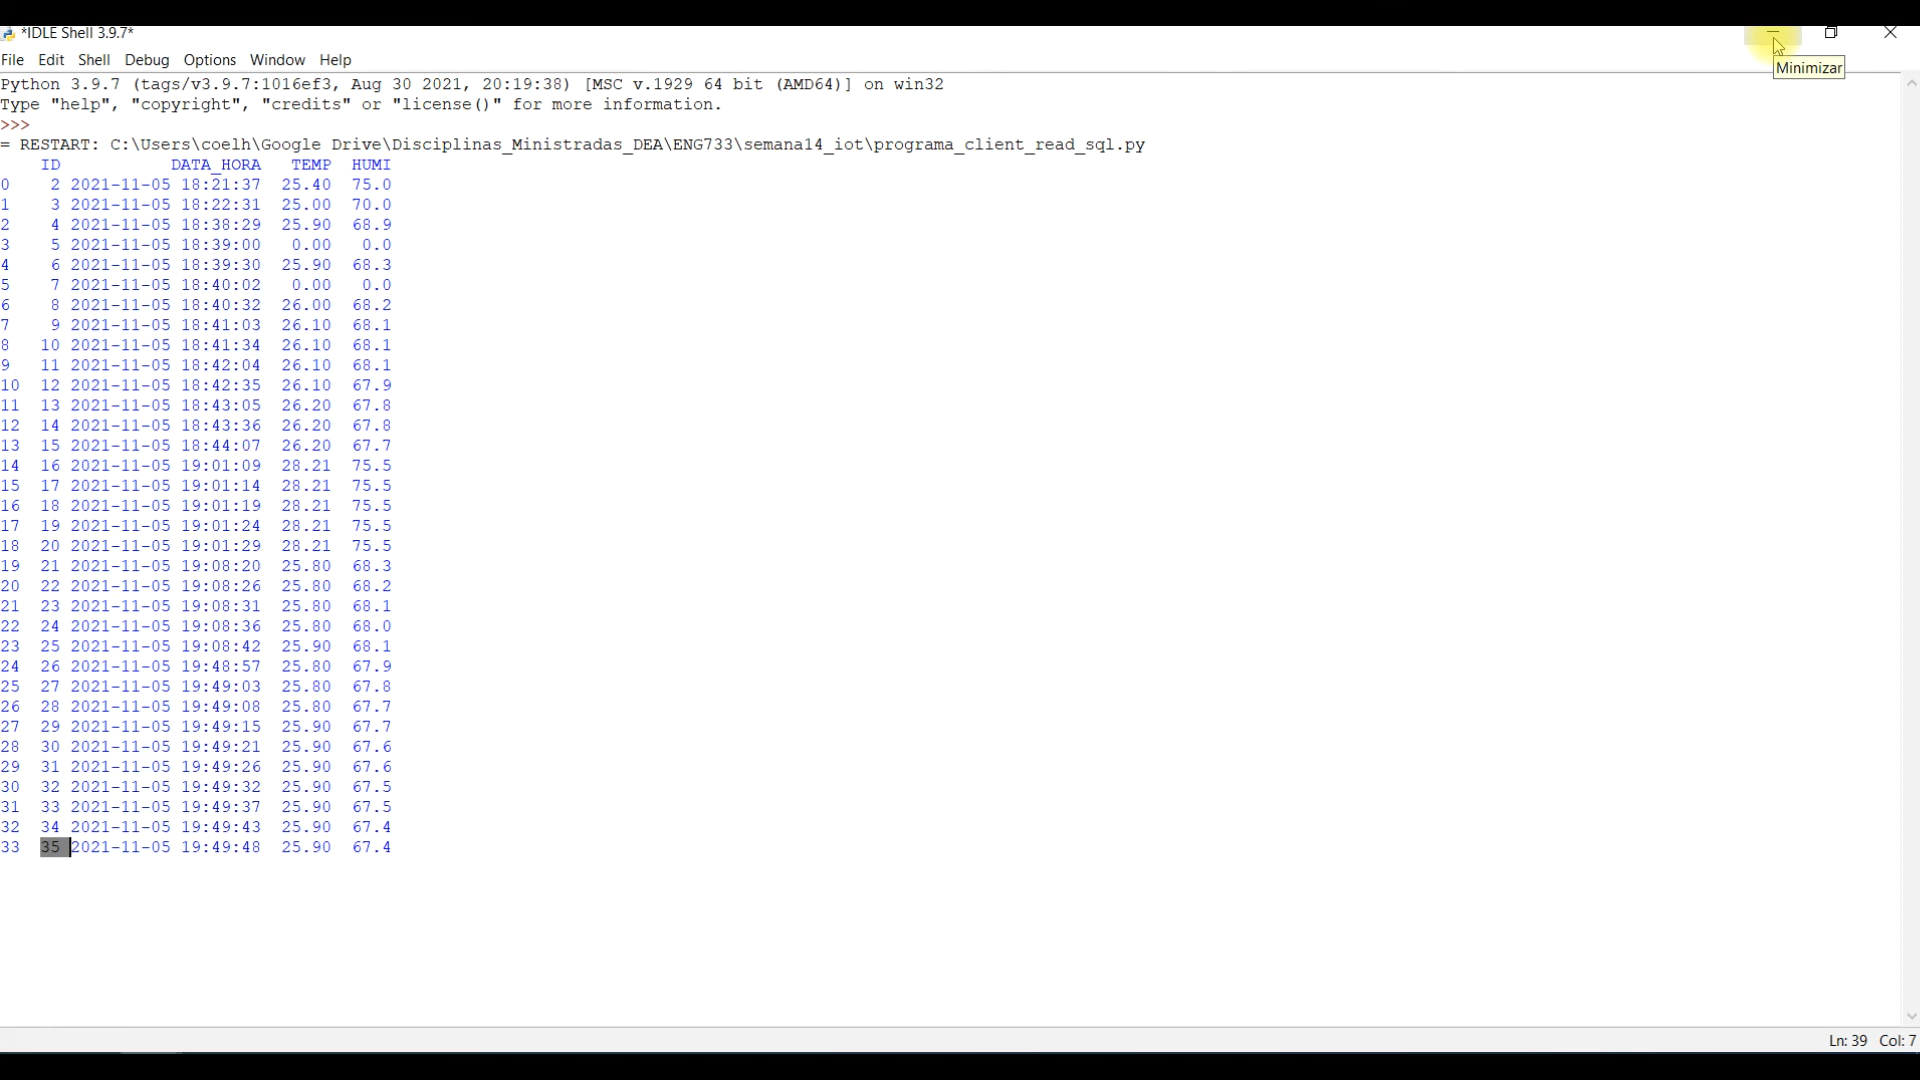 *IDLE Shell 3.9.7*
Minimizar
File Edit Shell Debug Options Window Help
Python 3.9.7 (tags/v3.9.7:1016ef3, Aug 30 2021, 20:19:38) [MSC v.1929 64 bit (AMD64)] on win32
Type "help", "copyright", "credits" or "license()" for more information.
>>>
= RESTART: C:\Users\coelh\Google Drive\Disciplinas_Ministradas_DEA\ENG733\semana14_iot\programa_client_read_sql.py
    ID           DATA_HORA   TEMP  HUMI
0    2 2021-11-05 18:21:37  25.40  75.0
1    3 2021-11-05 18:22:31  25.00  70.0
2    4 2021-11-05 18:38:29  25.90  68.9
3    5 2021-11-05 18:39:00   0.00   0.0
4    6 2021-11-05 18:39:30  25.90  68.3
5    7 2021-11-05 18:40:02   0.00   0.0
6    8 2021-11-05 18:40:32  26.00  68.2
7    9 2021-11-05 18:41:03  26.10  68.1
8   10 2021-11-05 18:41:34  26.10  68.1
9   11 2021-11-05 18:42:04  26.10  68.1
10  12 2021-11-05 18:42:35  26.10  67.9
11  13 2021-11-05 18:43:05  26.20  67.8
12  14 2021-11-05 18:43:36  26.20  67.8
13  15 2021-11-05 18:44:07  26.20  67.7
14  16 2021-11-05 19:01:09  28.21  75.5
15  17 2021-11-05 19:01:14  28.21  75.5
16  18 2021-11-05 19:01:19  28.21  75.5
17  19 2021-11-05 19:01:24  28.21  75.5
18  20 2021-11-05 19:01:29  28.21  75.5
19  21 2021-11-05 19:08:20  25.80  68.3
20  22 2021-11-05 19:08:26  25.80  68.2
21  23 2021-11-05 19:08:31  25.80  68.1
22  24 2021-11-05 19:08:36  25.80  68.0
23  25 2021-11-05 19:08:42  25.90  68.1
24  26 2021-11-05 19:48:57  25.80  67.9
25  27 2021-11-05 19:49:03  25.80  67.8
26  28 2021-11-05 19:49:08  25.80  67.7
27  29 2021-11-05 19:49:15  25.90  67.7
28  30 2021-11-05 19:49:21  25.90  67.6
29  31 2021-11-05 19:49:26  25.90  67.6
30  32 2021-11-05 19:49:32  25.90  67.5
31  33 2021-11-05 19:49:37  25.90  67.5
32  34 2021-11-05 19:49:43  25.90  67.4
33  35 2021-11-05 19:49:48  25.90  67.4
Ln: 39 Col: 7